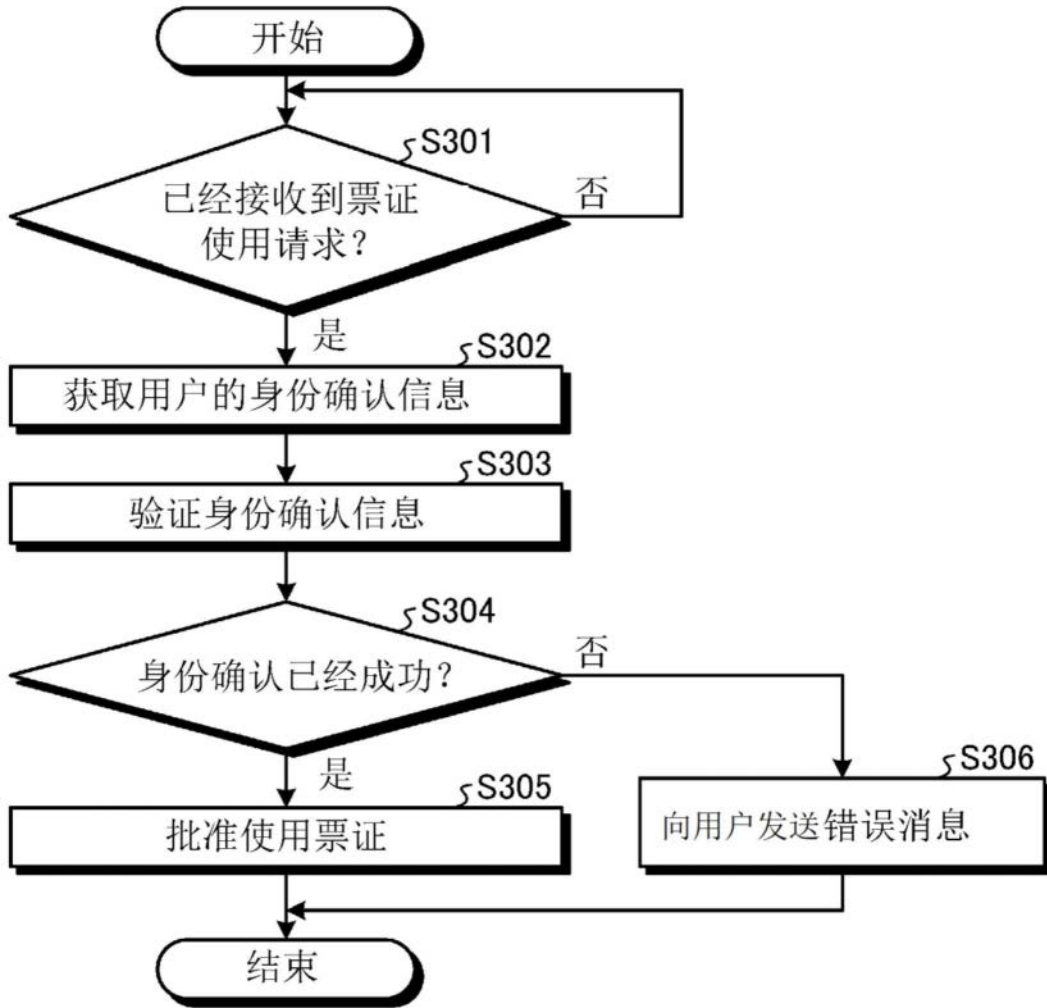 开始
S301
已经接收到票证
使用请求?
否
是
S302
获取用户的身份确认信息
S303
验证身份确认信息
S304
身份确认已经成功?
否
是
S305
批准使用票证
S306
向用户发送错误消息
结束